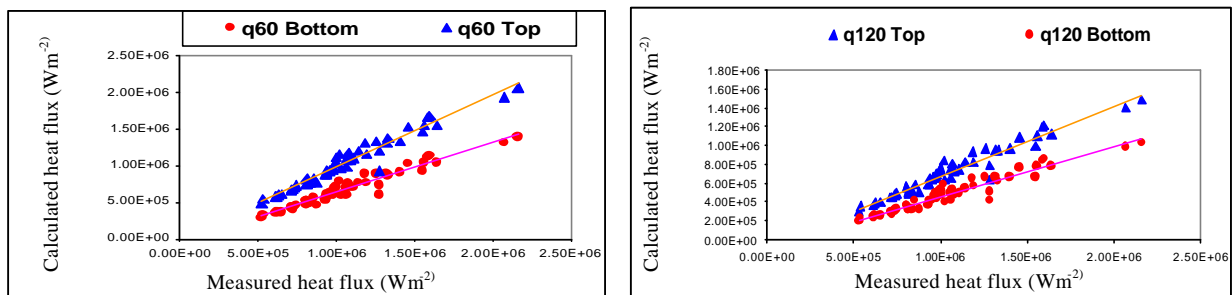 q60 Bottom q60 Top
Calculated heat flux (Wm-2)
2.50E+06
2.00E+06
1.50E+06
1.00E+06
5.00E+05
0.00E+00
0.00E+00 5.00E+05 1.00E+06 1.50E+06 2.00E+06 2.50E+06
Measured heat flux (Wm-2)
q120 Top q120 Bottom
Calculated heat flux (Wm-2)
1.80E+06
1.60E+06
1.40E+06
1.20E+06
1.00E+06
8.00E+05
6.00E+05
4.00E+05
2.00E+05
0.00E+00
0.00E+00 5.00E+05 1.00E+06 1.50E+06 2.00E+06 2.50E+06
Measured heat flux (Wm-2)